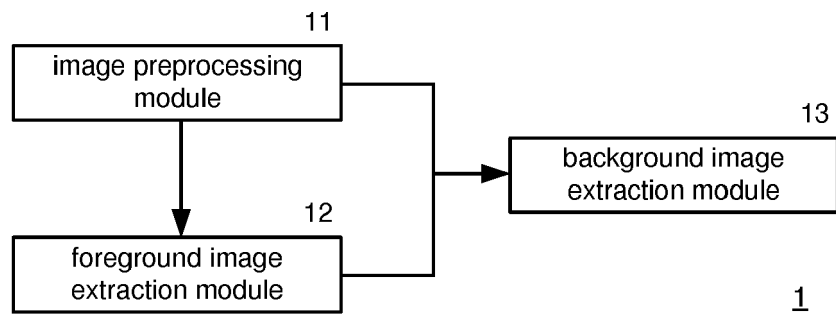 11
image preprocessing
module
13
background image
extraction module
12
foreground image
extraction module
1